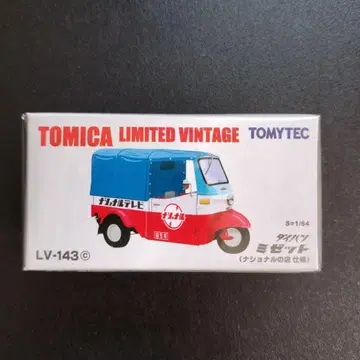 TOMICA LIMITED VINTAGE TOMYTEC
ナショナルテレビ
ナショナル
S=1/64
ダイハツ
ミゼット
(ナショナルの店 仕様)
LV-143 ⓒ